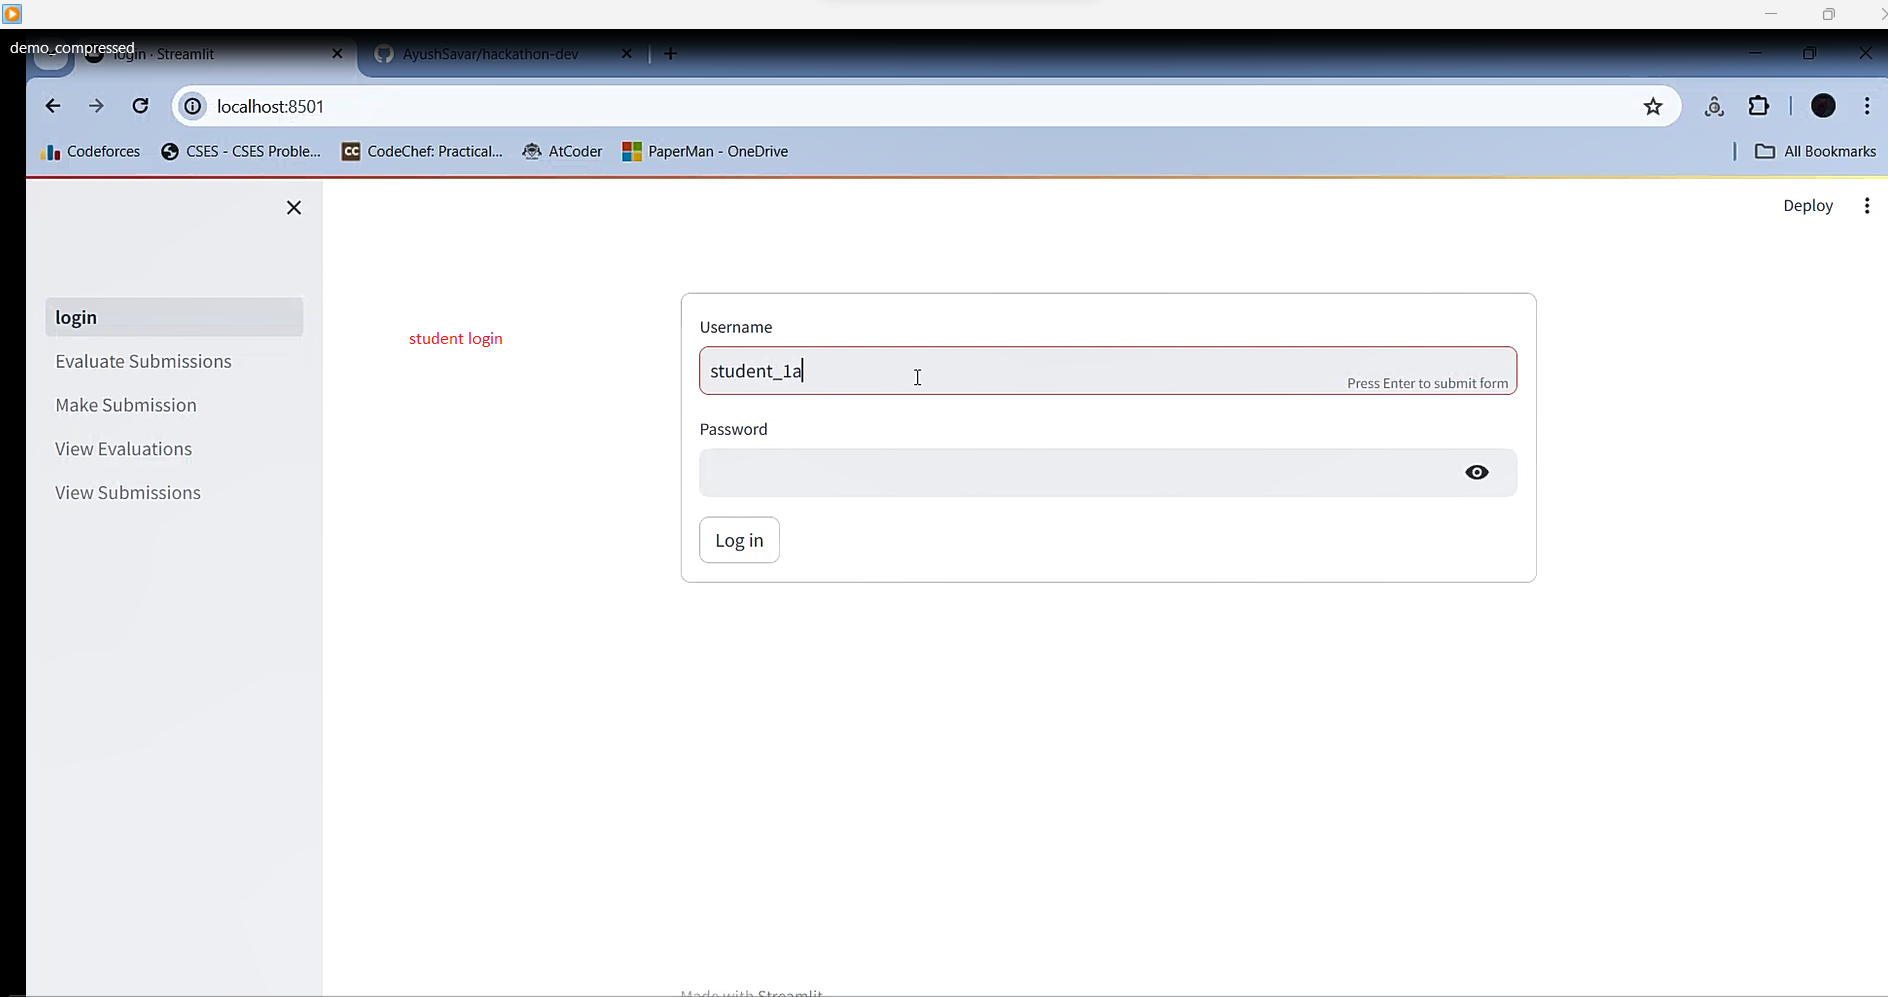 demo_compressed
login · Streamlit
AyushSavar/hackathon-dev
localhost:8501
Codeforces
CSES - CSES Proble...
CC
CodeChef: Practical...
AtCoder
PaperMan - OneDrive
All Bookmarks
Deploy
login
Evaluate Submissions
Make Submission
View Evaluations
View Submissions
student login
Username
student_1a
Press Enter to submit form
Password
Log in
Made with Streamlit